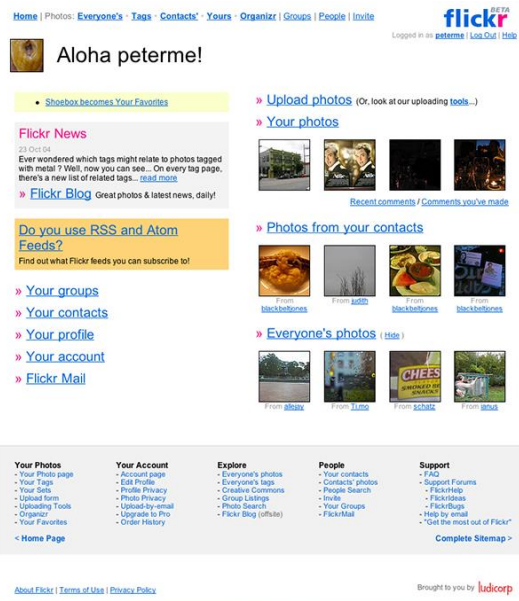 Home | Photos: Everyone's · Tags · Contacts' · Yours · Organizr | Groups | People | Invite
flickr BETA
Logged in as peterme | Log Out | Help
Aloha peterme!
• Shoebox becomes Your Favorites
Flickr News
23 Oct 04
Ever wondered which tags might relate to photos tagged
with metal ? Well, now you can see... On every tag page,
there's a new list of related tags... read more
» Flickr Blog Great photos & latest news, daily!
Do you use RSS and Atom
Feeds?
Find out what Flickr feeds you can subscribe to!
» Your groups
» Your contacts
» Your profile
» Your account
» Flickr Mail
» Upload photos (Or, look at our uploading tools...)
» Your photos
Recent comments / Comments you've made
» Photos from your contacts
From blackbeltjones
From judith
From blackbeltjones
From blackbeltjones
» Everyone's photos ( Hide )
CHEES
SMOKED BE
SNACKS
From allejay
From Ti.mo
From schatz
From janus
Your Photos
- Your Photo page
- Your Tags
- Your Sets
- Upload form
- Uploading Tools
- Organizr
- Your Favorites
Your Account
- Account page
- Edit Profile
- Profile Privacy
- Photo Privacy
- Upload-by-email
- Upgrade to Pro
- Order History
Explore
- Everyone's photos
- Everyone's tags
- Creative Commons
- Group Listings
- Photo Search
- Flickr Blog (offsite)
People
- Your contacts
- Contacts' photos
- People Search
- Invite
- Your Groups
- FlickrMail
Support
- FAQ
- Support Forums
- FlickrHelp
- FlickrIdeas
- FlickrBugs
- Help by email
- "Get the most out of Flickr"
< Home Page
Complete Sitemap >
About Flickr | Terms of Use | Privacy Policy
Brought to you by ludicorp